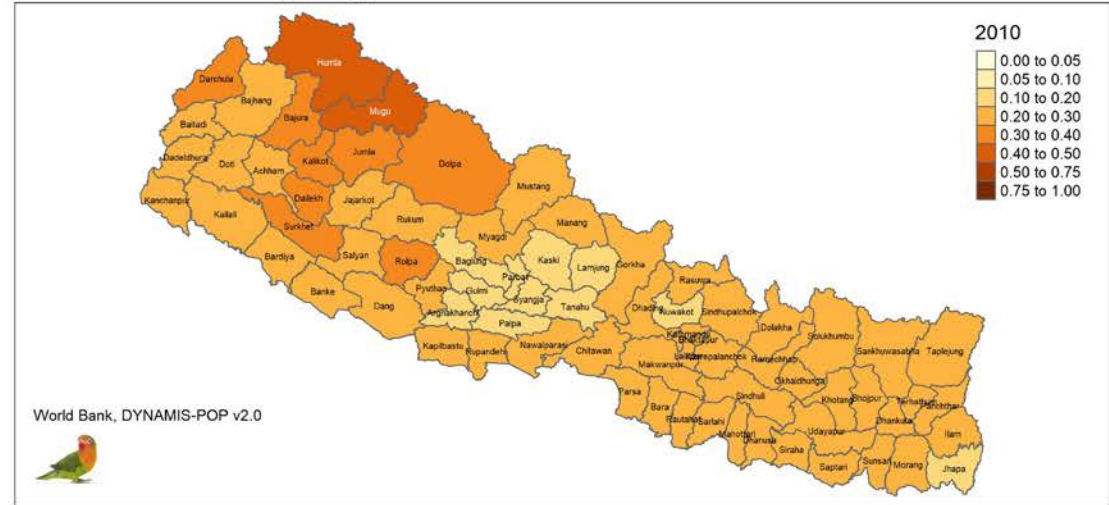 2010
0.00 to 0.05
0.05 to 0.10
0.10 to 0.20
0.20 to 0.30
0.30 to 0.40
0.40 to 0.50
0.50 to 0.75
0.75 to 1.00
Humla
Darchula
Bajhang
Mugu
Bajura
Baitadi
Jumla
Dolpa
Dadeldhura
Doti
Achham
Kalikot
Mustang
Kanchanpur
Kailali
Dailekh
Jajarkot
Rukum
Manang
Surkhet
Myagdi
Bardiya
Salyan
Rolpa
Baglung
Kaski
Lamjung
Gorkha
Parbat
Rasuwa
Banke
Dang
Pyuthan
Gulmi
Syangja
Tanahu
Dhading
Nuwakot
Sindhupalchok
Arghakhanchi
Palpa
Dolakha
Solukhumbu
Sankhuwasabha
Taplejung
Kapilbastu
Rupandehi
Nawalparasi
Chitawan
Kathmandu
Bhaktapur
Lalitpur
Kavrepalanchok
Ramechhap
Makwanpur
Okhaldhunga
Khotang
Bhojpur
Terhathum
Panchthar
Parsa
Bara
Rautahat
Sarlahi
Sindhuli
Dhankuta
Ilam
Mahottari
Dhanusa
Siraha
Udayapur
Saptari
Sunsari
Morang
Jhapa
World Bank, DYNAMIS-POP v2.0